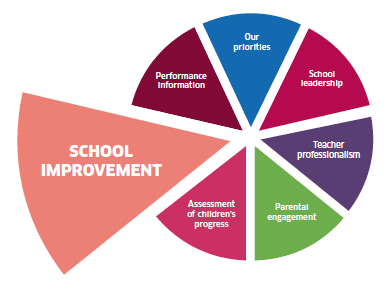 Our
priorities
School
leadership
Teacher
professionalism
Parental
engagement
Assessment
of children's
progress
SCHOOL
IMPROVEMENT
Performance
information